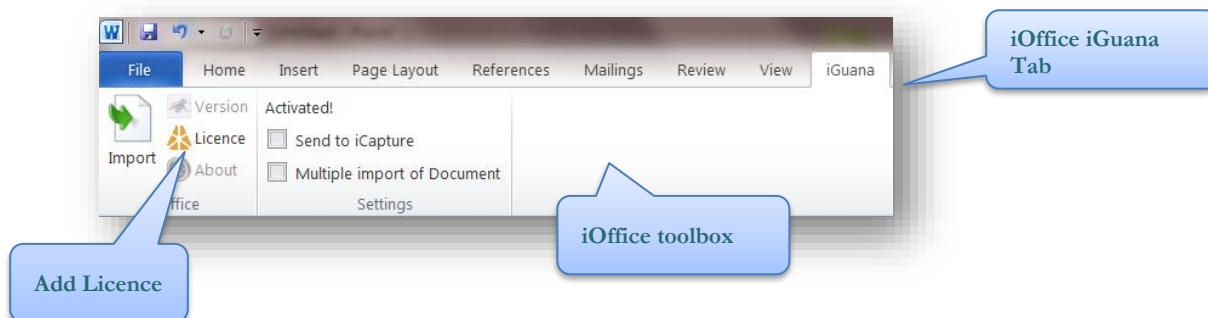 W
File Home Insert Page Layout References Mailings Review View iGuana
iOffice iGuana
Tab
Import
Version
Licence
About
ffice
Activated!
Send to iCapture
Multiple import of Document
Settings
iOffice toolbox
Add Licence